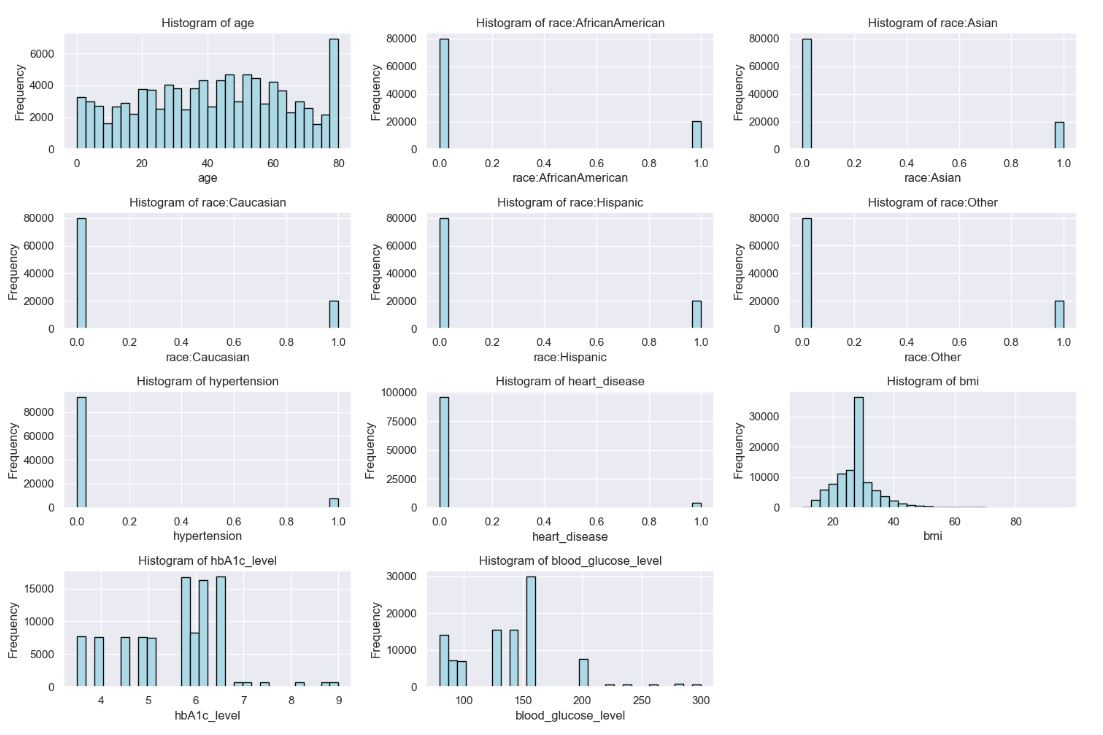 Histogram of age
Frequency
6000
4000
2000
0
0 20 40 60 80
age
Histogram of race:AfricanAmerican
Frequency
80000
60000
40000
20000
0
0.0 0.2 0.4 0.6 0.8 1.0
race:AfricanAmerican
Histogram of race:Asian
Frequency
80000
60000
40000
20000
0
0.0 0.2 0.4 0.6 0.8 1.0
race:Asian
Histogram of race:Caucasian
Frequency
80000
60000
40000
20000
0
0.0 0.2 0.4 0.6 0.8 1.0
race:Caucasian
Histogram of race:Hispanic
Frequency
80000
60000
40000
20000
0
0.0 0.2 0.4 0.6 0.8 1.0
race:Hispanic
Histogram of race:Other
Frequency
80000
60000
40000
20000
0
0.0 0.2 0.4 0.6 0.8 1.0
race:Other
Histogram of hypertension
Frequency
80000
60000
40000
20000
0
0.0 0.2 0.4 0.6 0.8 1.0
hypertension
Histogram of heart_disease
Frequency
100000
75000
50000
25000
0
0.0 0.2 0.4 0.6 0.8 1.0
heart_disease
Histogram of bmi
Frequency
30000
20000
10000
0
20 40 60 80
bmi
Histogram of hbA1c_level
Frequency
15000
10000
5000
0
4 5 6 7 8 9
hbA1c_level
Histogram of blood_glucose_level
Frequency
30000
20000
10000
0
100 150 200 250 300
blood_glucose_level